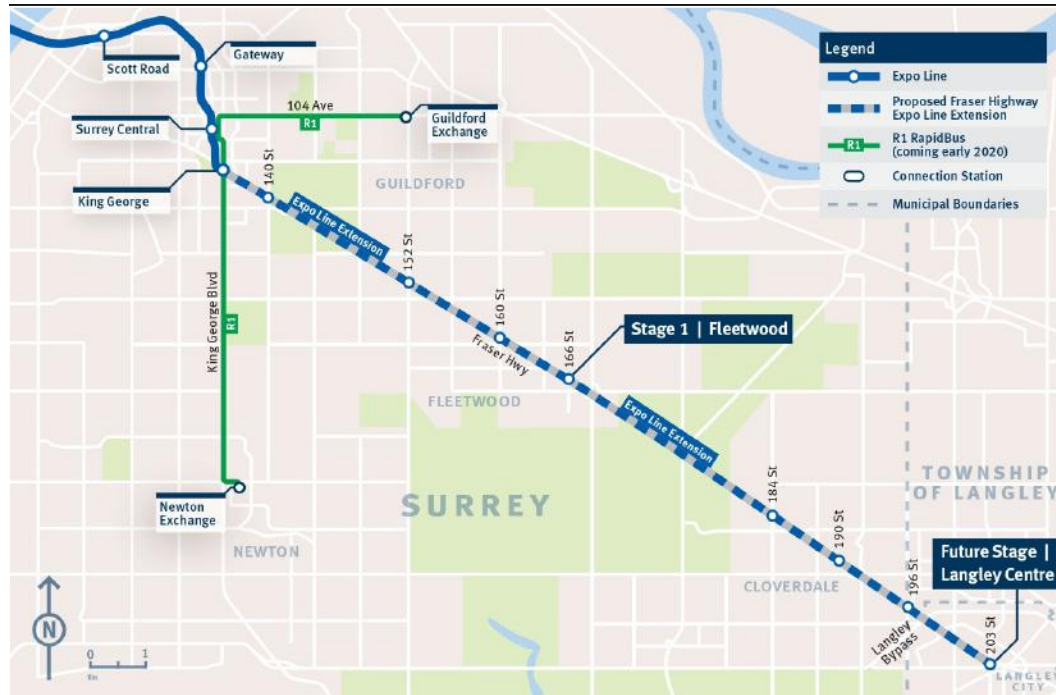 Scott Road
Gateway
Surrey Central
King George
104 Ave
R1
Guildford
Exchange
GUILDFORD
140 St
Expo Line Extension
152 St
160 St
Fraser Hwy
166 St
Stage 1 | Fleetwood
King George Blvd
R1
FLEETWOOD
Expo Line Extension
SURREY
Newton
Exchange
NEWTON
184 St
190 St
CLOVERDALE
196 St
Langley
Bypass
203 St
TOWNSHIP
OF LANGLEY
Future Stage |
Langley Centre
LANGLEY
CITY
Legend
Expo Line
Proposed Fraser Highway
Expo Line Extension
R1
R1 RapidBus
(coming early 2020)
Connection Station
Municipal Boundaries
N
0 1
Km